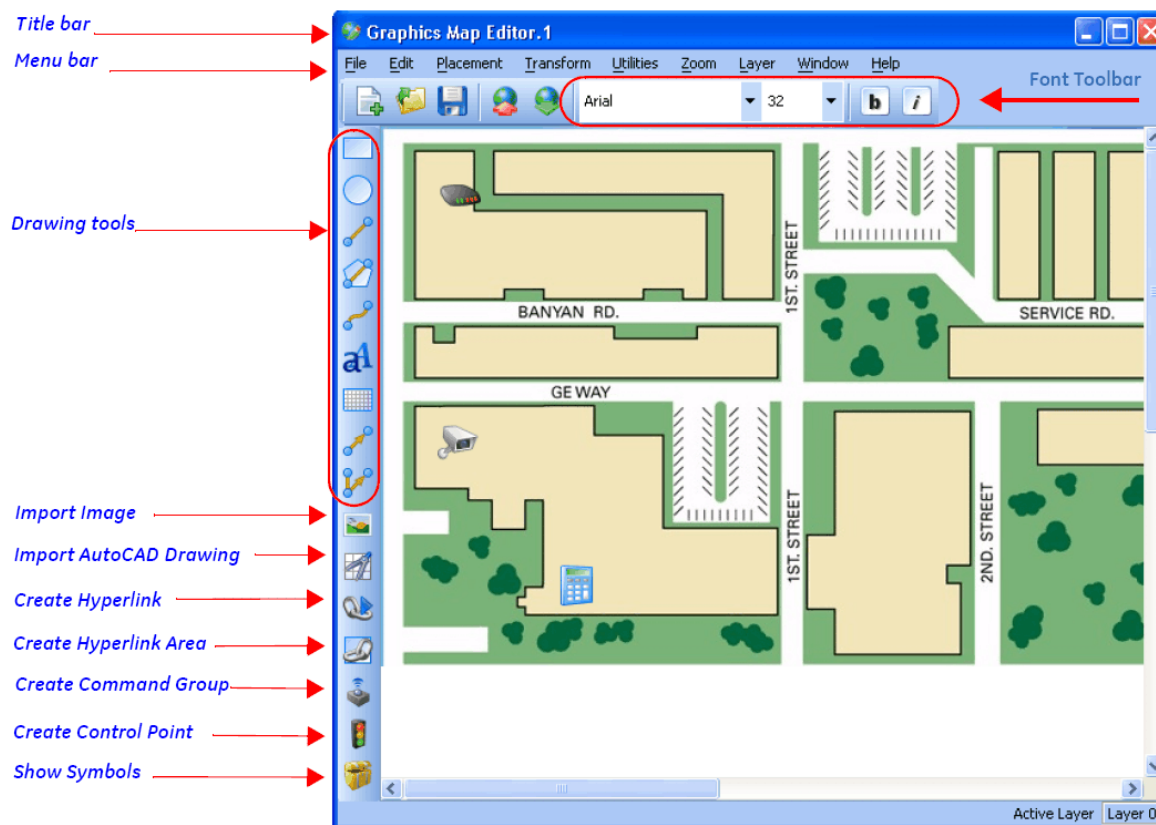 Title bar
Graphics Map Editor.1
Menu bar
File Edit Placement Transform Utilities Zoom Layer Window Help
Font Toolbar
Arial 32 b i
Drawing tools
1ST. STREET
BANYAN RD.
SERVICE RD.
aA
GE WAY
1ST. STREET
2ND. STREET
Import Image
Import AutoCAD Drawing
Create Hyperlink
Create Hyperlink Area
Create Command Group
Create Control Point
Show Symbols
Active Layer Layer 0